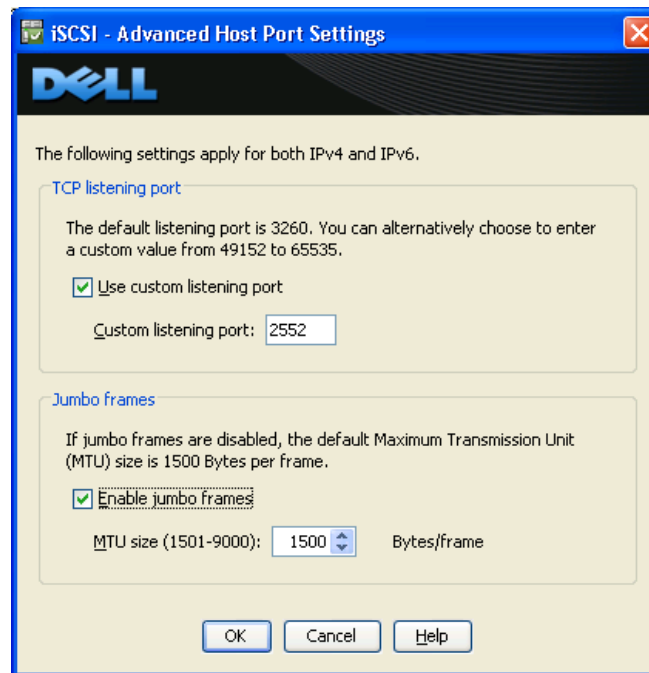 iSCSI - Advanced Host Port Settings
DELL
The following settings apply for both IPv4 and IPv6.
TCP listening port
The default listening port is 3260. You can alternatively choose to enter
a custom value from 49152 to 65535.
Use custom listening port
Custom listening port: 2552
Jumbo frames
If jumbo frames are disabled, the default Maximum Transmission Unit
(MTU) size is 1500 Bytes per frame.
Enable jumbo frames
MTU size (1501-9000): 1500 Bytes/frame
OK Cancel Help